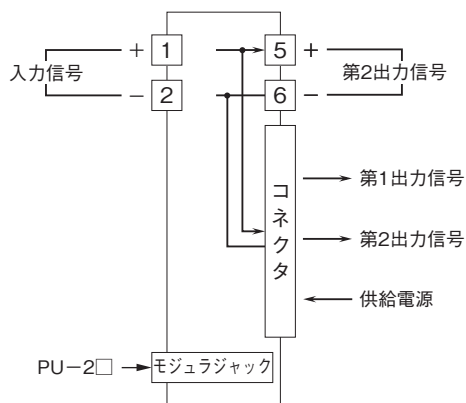 入力信号
+ 1
− 2
5 +
6 −
第2出力信号
コネクタ
第1出力信号
第2出力信号
供給電源
PU−2□
モジュラジャック